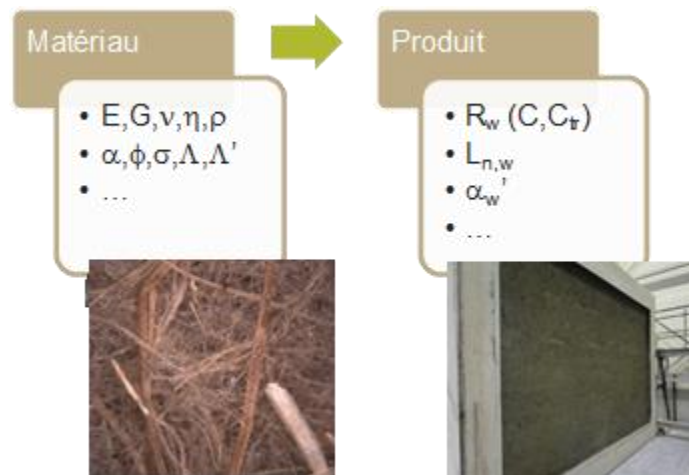 Matériau
• E,G,ν,η,ρ
• α,ϕ,σ,Λ,Λ'
• ...
Produit
• Rw (C,Ctr)
• Ln,w
• αw'
• ...